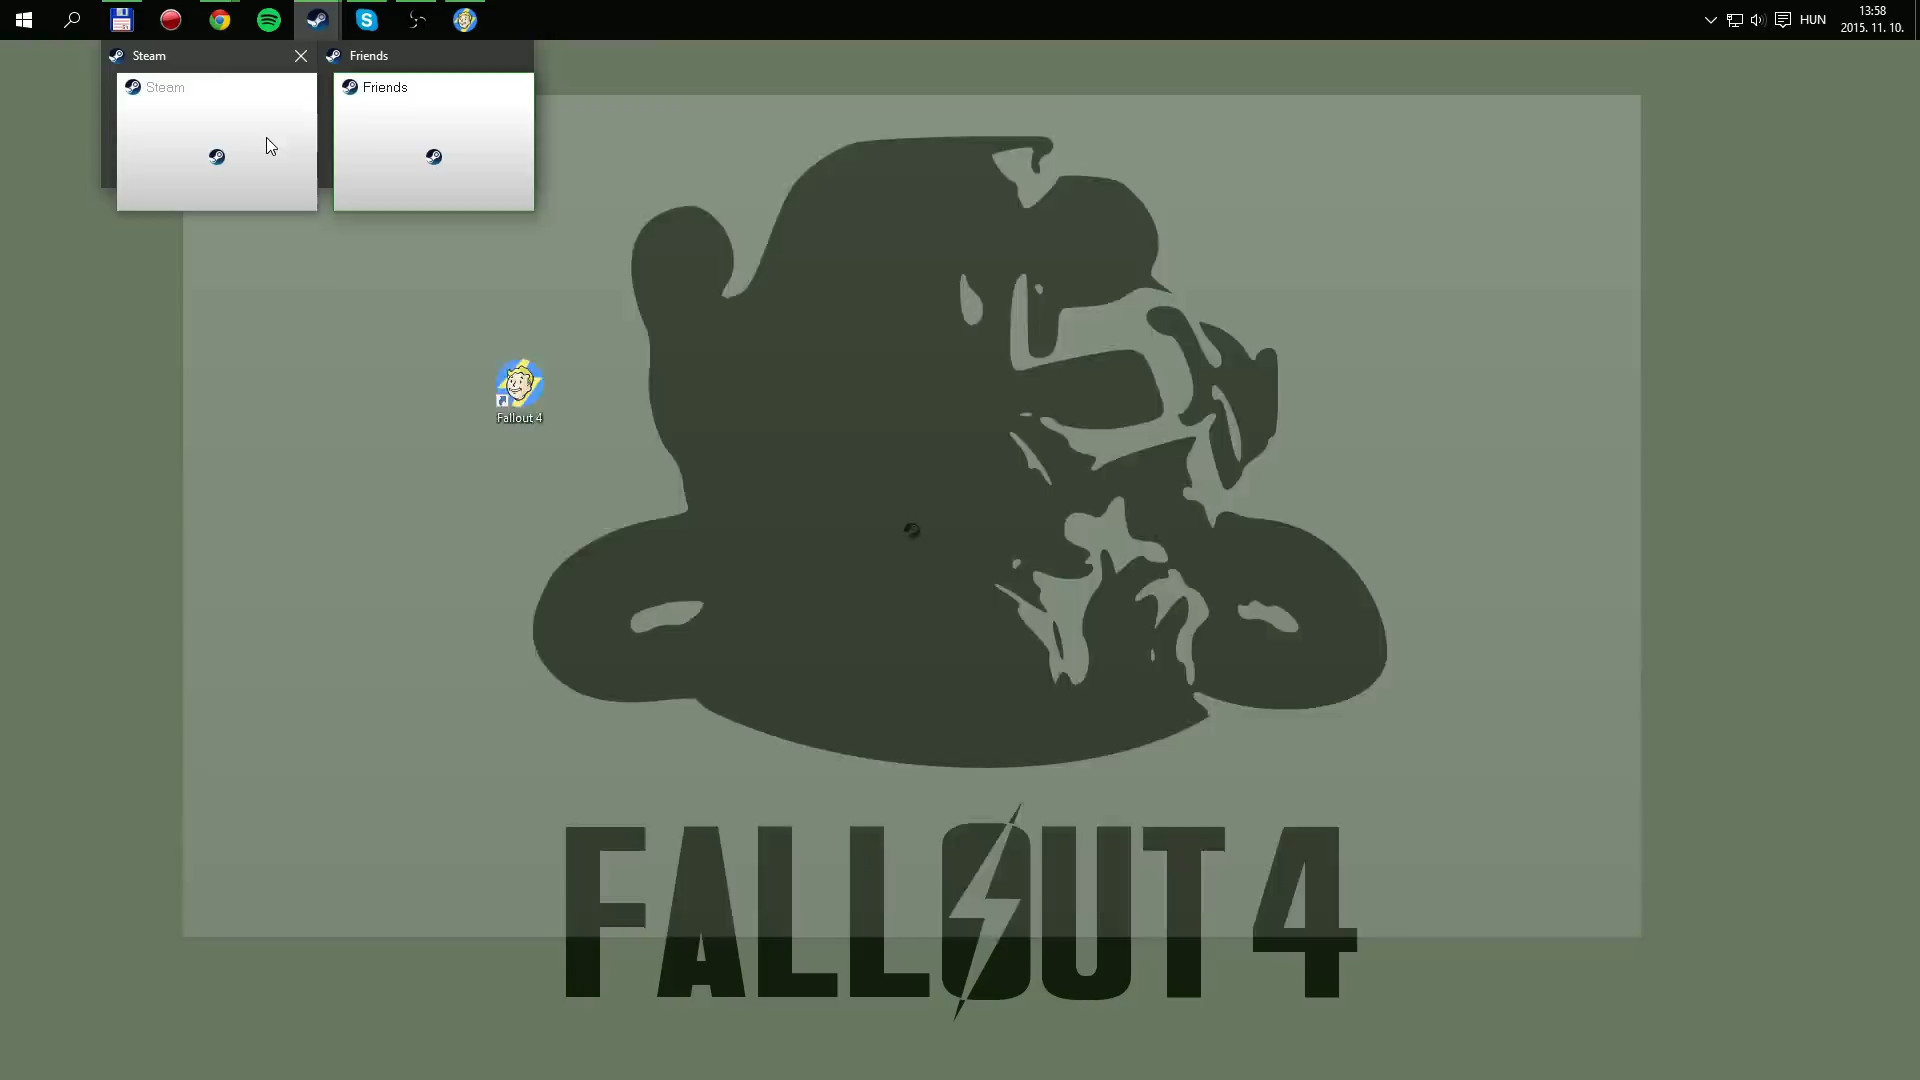 HUN
13:58
2015. 11. 10.
Steam
Friends
Steam
Friends
Fallout 4
FALLOUT 4